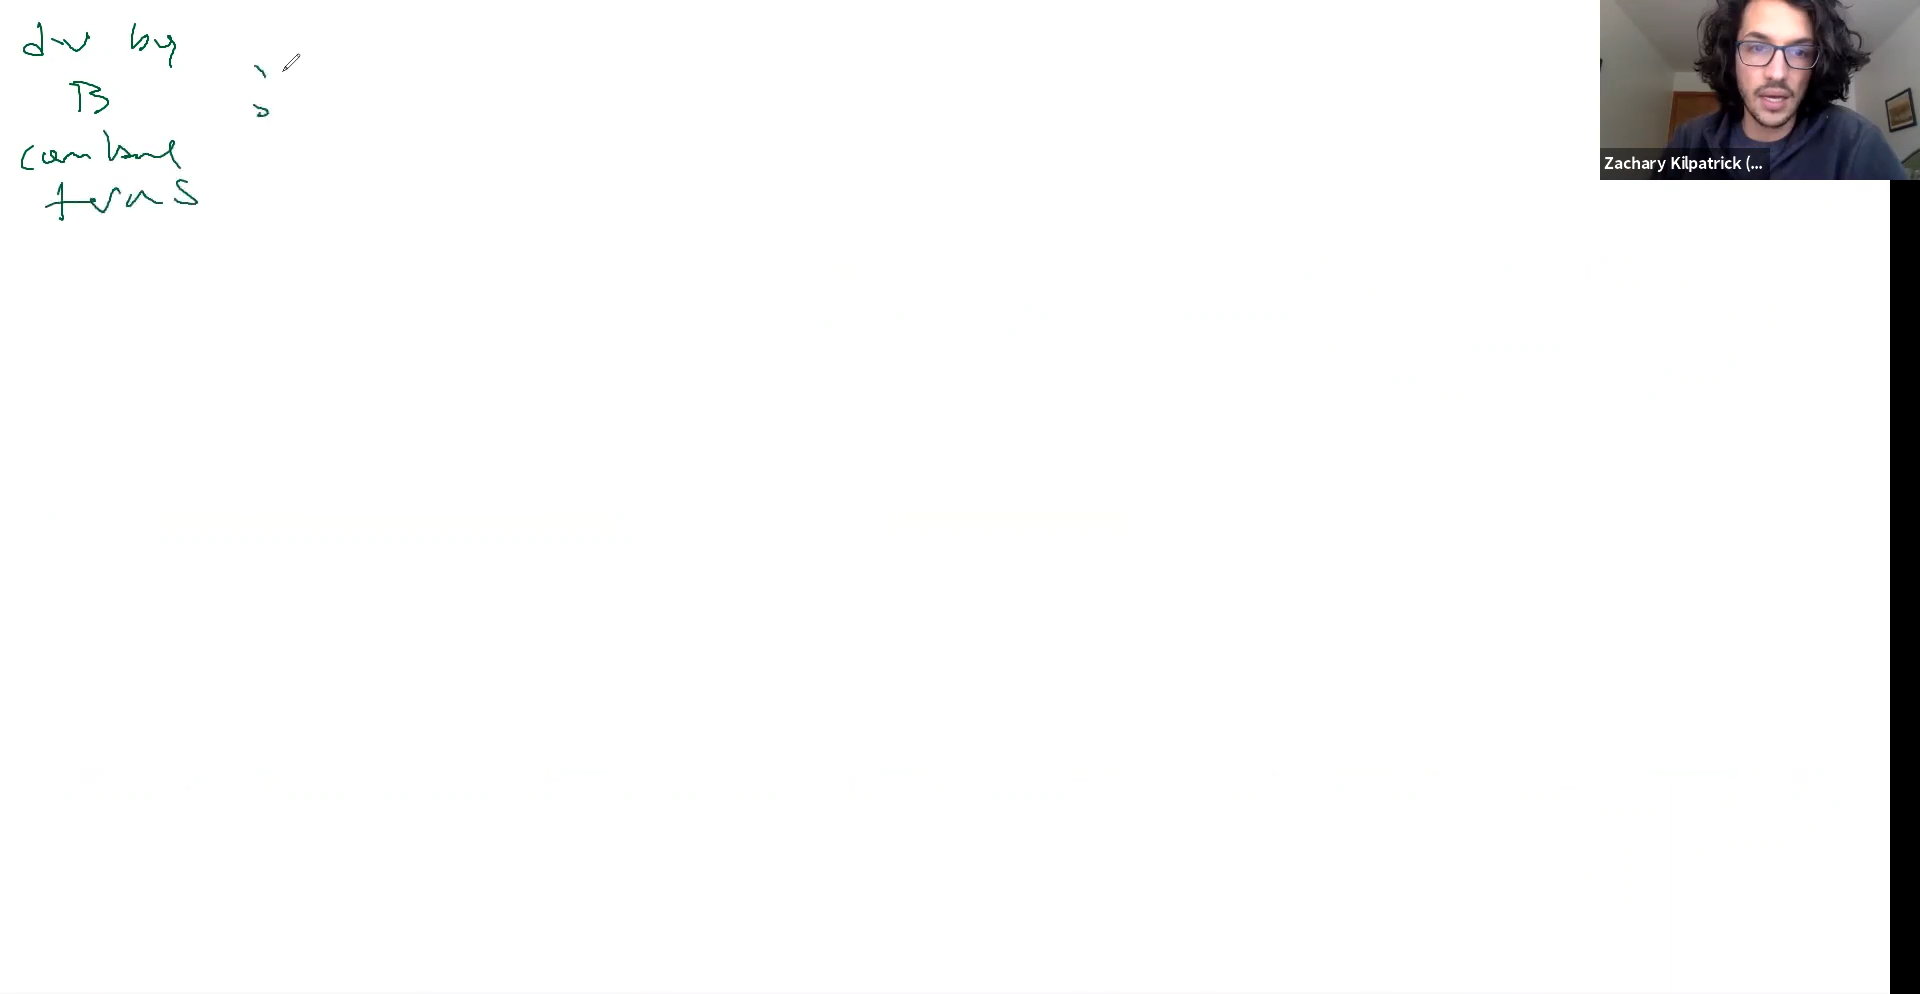 div by
B
combine
terms
Zachary Kilpatrick (...